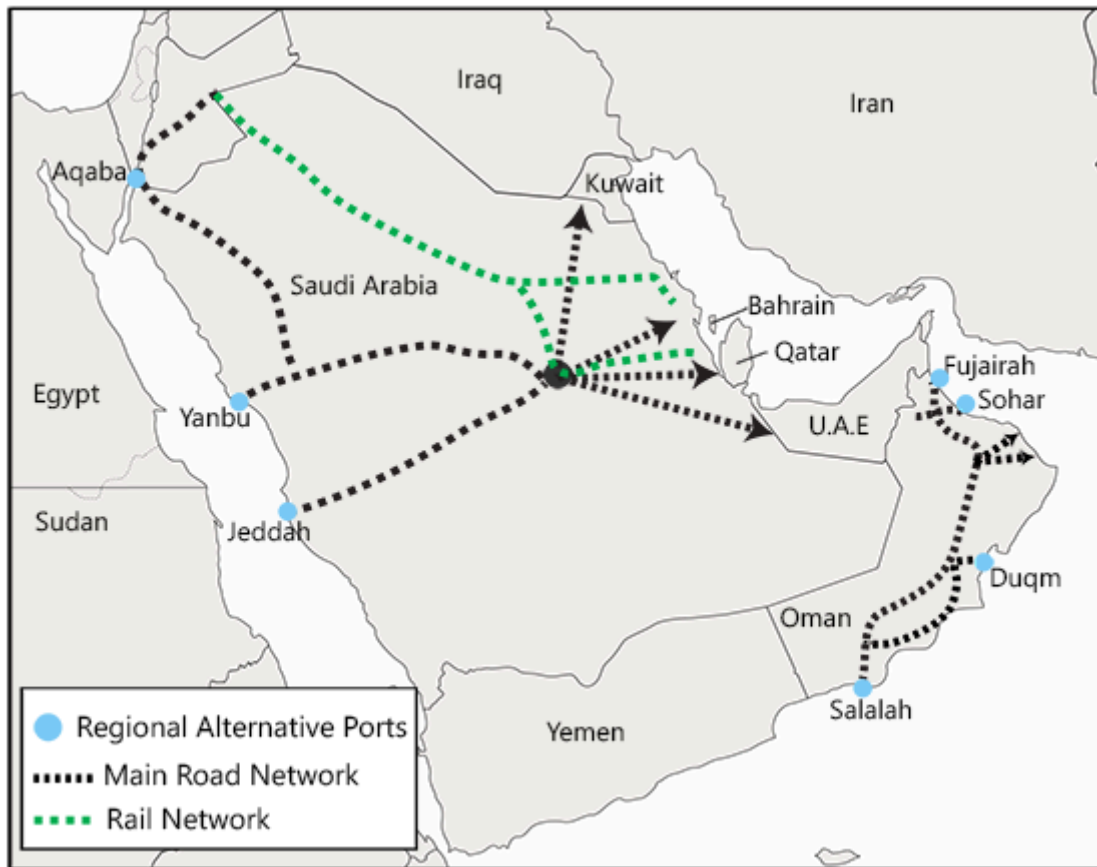 Iraq
Iran
Aqaba
Kuwait
Saudi Arabia
Bahrain
Qatar
Fujairah
Egypt
Sohar
Yanbu
U.A.E
Sudan
Jeddah
Duqm
Oman
Salalah
Yemen
Regional Alternative Ports
Main Road Network
Rail Network